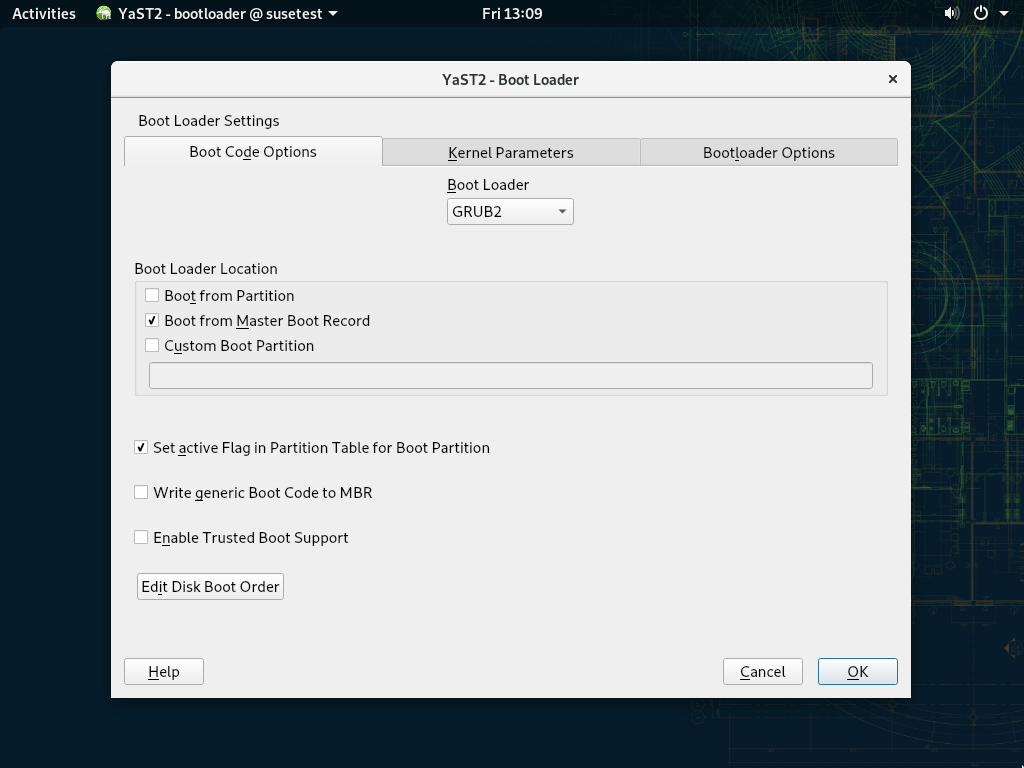 Activities YaST2 - bootloader @ susetest Fri 13:09
YaST2 - Boot Loader
Boot Loader Settings
Boot Code Options Kernel Parameters Bootloader Options
Boot Loader
GRUB2
Boot Loader Location
Boot from Partition
Boot from Master Boot Record
Custom Boot Partition
Set active Flag in Partition Table for Boot Partition
Write generic Boot Code to MBR
Enable Trusted Boot Support
Edit Disk Boot Order
Help Cancel OK